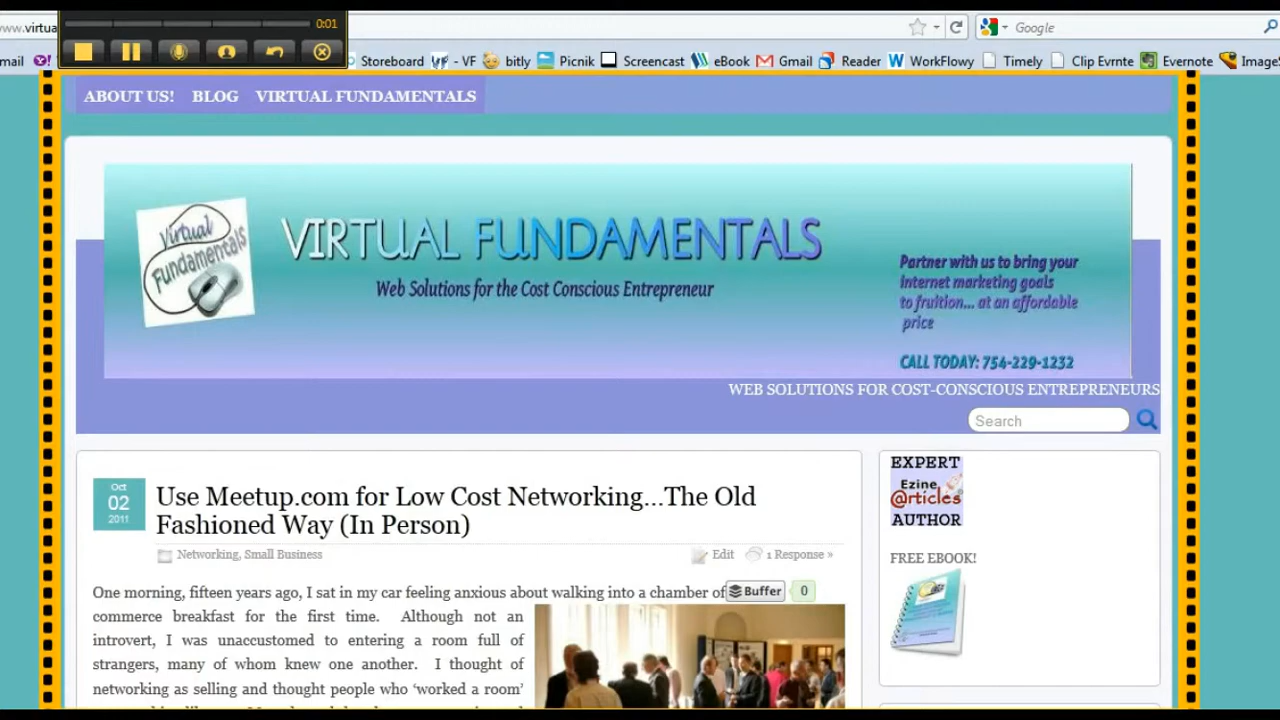 www.virtua
0:01
Google
mail
Storeboard
VF - VF
bitly
Picnik
Screencast
eBook
Gmail
Reader
WorkFlowy
Timely
Clip Evrnte
Evernote
ImageS
ABOUT US! BLOG VIRTUAL FUNDAMENTALS
Virtual
Fundamentals
VIRTUAL FUNDAMENTALS
Web Solutions for the Cost Conscious Entrepreneur
Partner with us to bring your
internet marketing goals
to fruition... at an affordable
price
CALL TODAY: 754-229-1232
WEB SOLUTIONS FOR COST-CONSCIOUS ENTREPRENEURS
Search
Oct
02
2011
Use Meetup.com for Low Cost Networking...The Old
Fashioned Way (In Person)
Networking, Small Business
Edit
1 Response »
One morning, fifteen years ago, I sat in my car feeling anxious about walking into a chamber of
Buffer
0
commerce breakfast for the first time. Although not an
introvert, I was unaccustomed to entering a room full of
strangers, many of whom knew one another. I thought of
networking as selling and thought people who 'worked a room'
EXPERT
Ezine
@rticles
AUTHOR
FREE EBOOK!